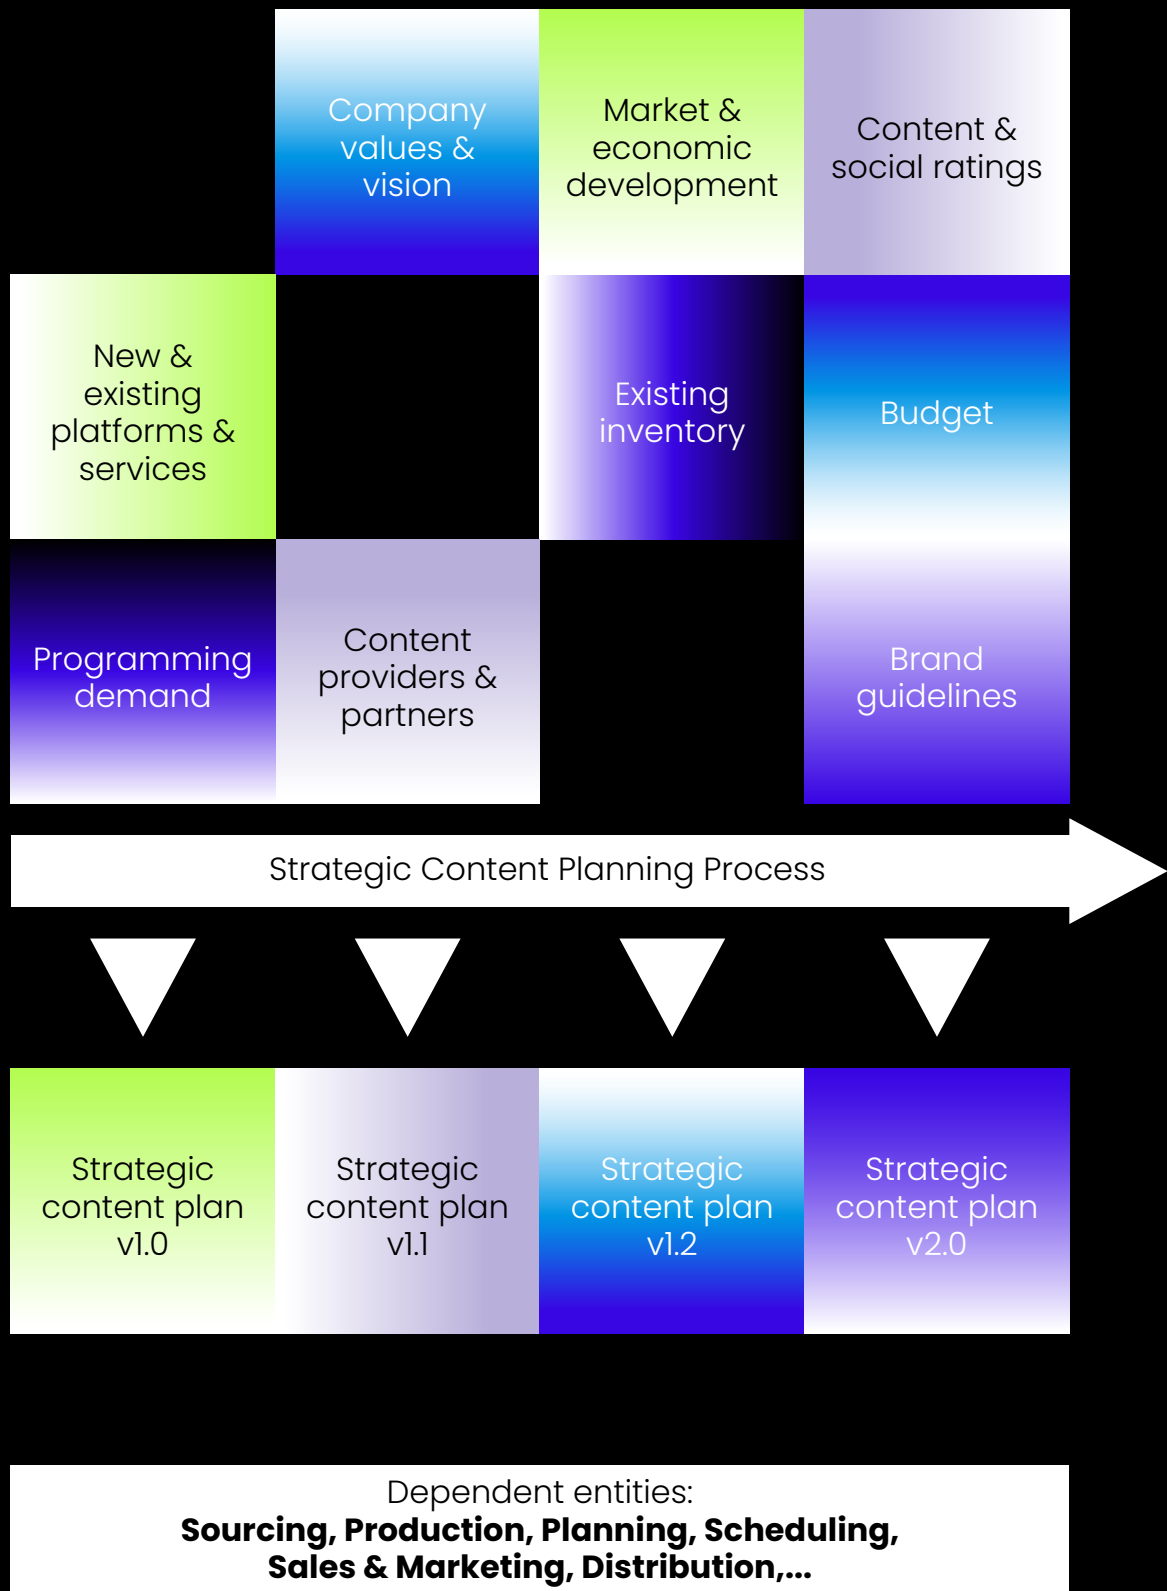 Company
values &
vision
Market &
economic
development
Content &
social ratings
New &
existing
platforms &
services
Existing
inventory
Budget
Programming
demand
Content
providers &
partners
Brand
guidelines
Strategic Content Planning Process
Strategic
content plan
v1.0
Strategic
content plan
v1.1
Strategic
content plan
v1.2
Strategic
content plan
v2.0
Dependent entities:
Sourcing, Production, Planning, Scheduling,
Sales & Marketing, Distribution,...